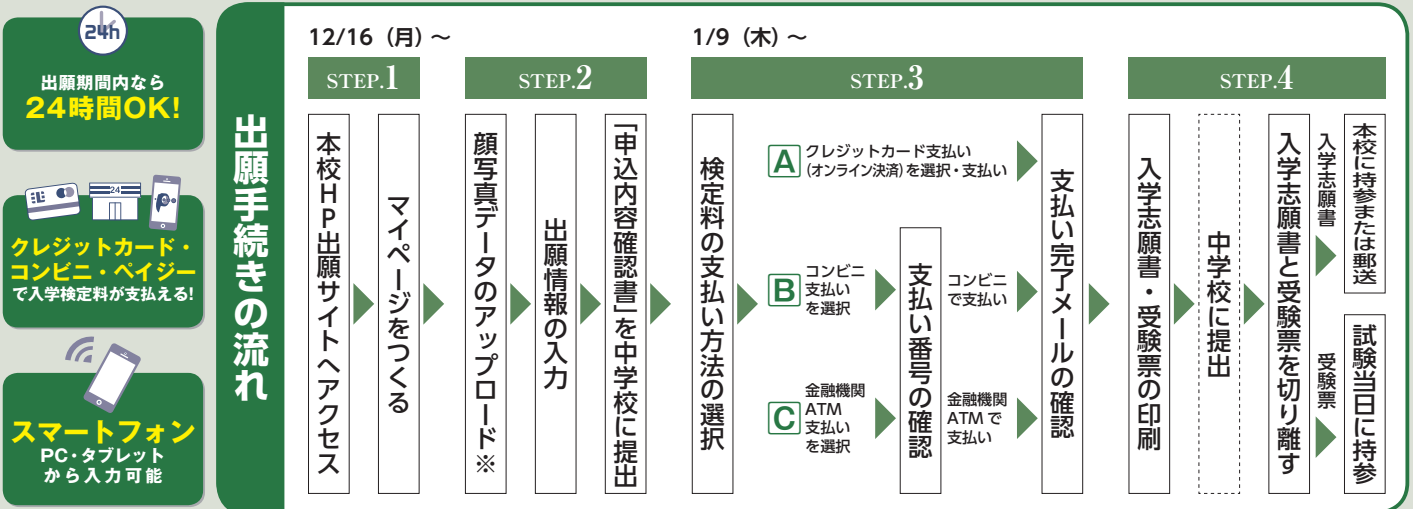 24h
出願期間内なら
24時間OK!
24
クレジットカード・
コンビニ・ペイジー
で入学検定料が支払える!
スマートフォン
PC・タブレット
から入力可能
出願手続きの流れ
12/16（月）～
STEP.1
本校HP出願サイトへアクセス
マイページをつくる
STEP.2
顔写真データのアップロード※
出願情報の入力
「申込内容確認書」を中学校に提出
1/9（木）～
STEP.3
検定料の支払い方法の選択
A
クレジットカード支払い
（オンライン決済）を選択・支払い
B
コンビニ
支払い
を選択
C
金融機関
ATM
支払い
を選択
支払い番号の確認
コンビニ
で支払い
金融機関
ATMで
支払い
支払い完了メールの確認
STEP.4
入学志願書・受験票の印刷
中学校に提出
入学志願書と受験票を切り離す
入学志願書
本校に持参または郵送
受験票
試験当日に持参